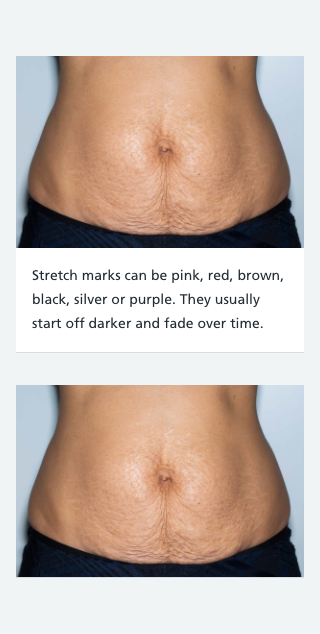 Stretch marks can be pink, red, brown,
black, silver or purple. They usually
start off darker and fade over time.